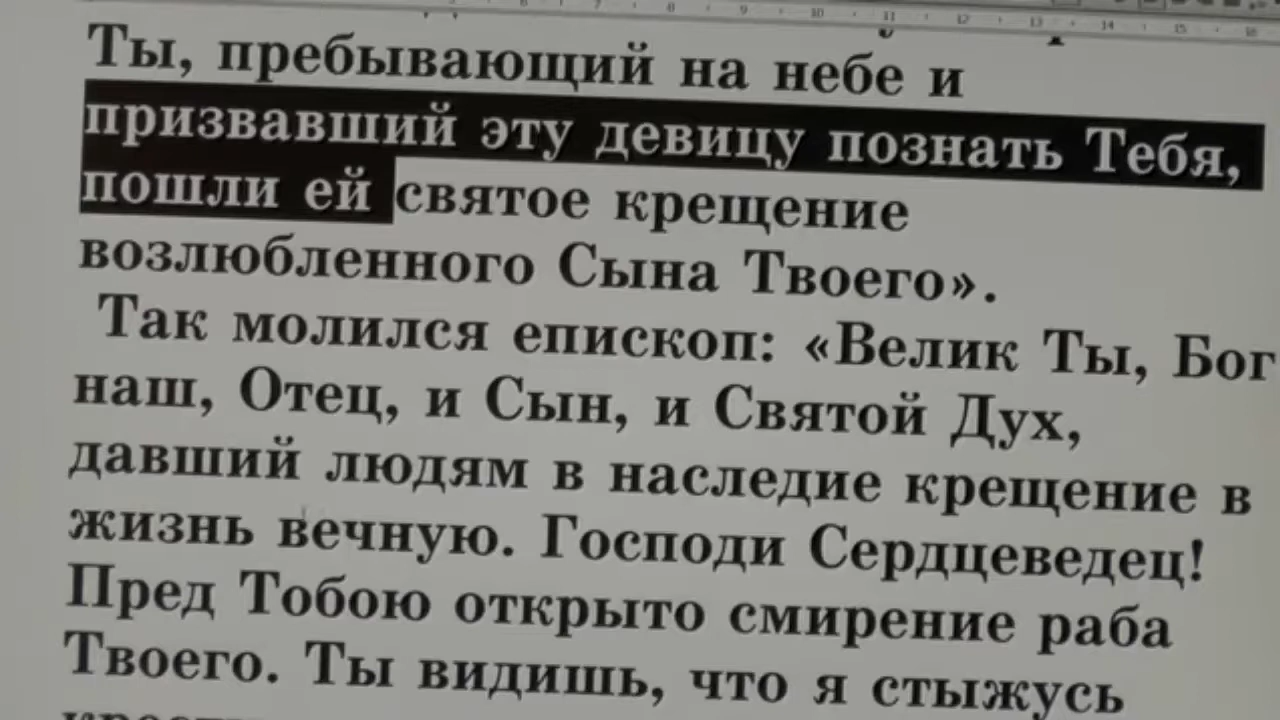 Ты, пребывающий на небе и
призвавший эту девицу познать Тебя,
пошли ей святое крещение
возлюбленного Сына Твоего».
Так молился епископ: «Велик Ты, Бог
наш, Отец, и Сын, и Святой Дух,
давший людям в наследие крещение в
жизнь вечную. Господи Сердцеведец!
Пред Тобою открыто смирение раба
Твоего. Ты видишь, что я стыжусь